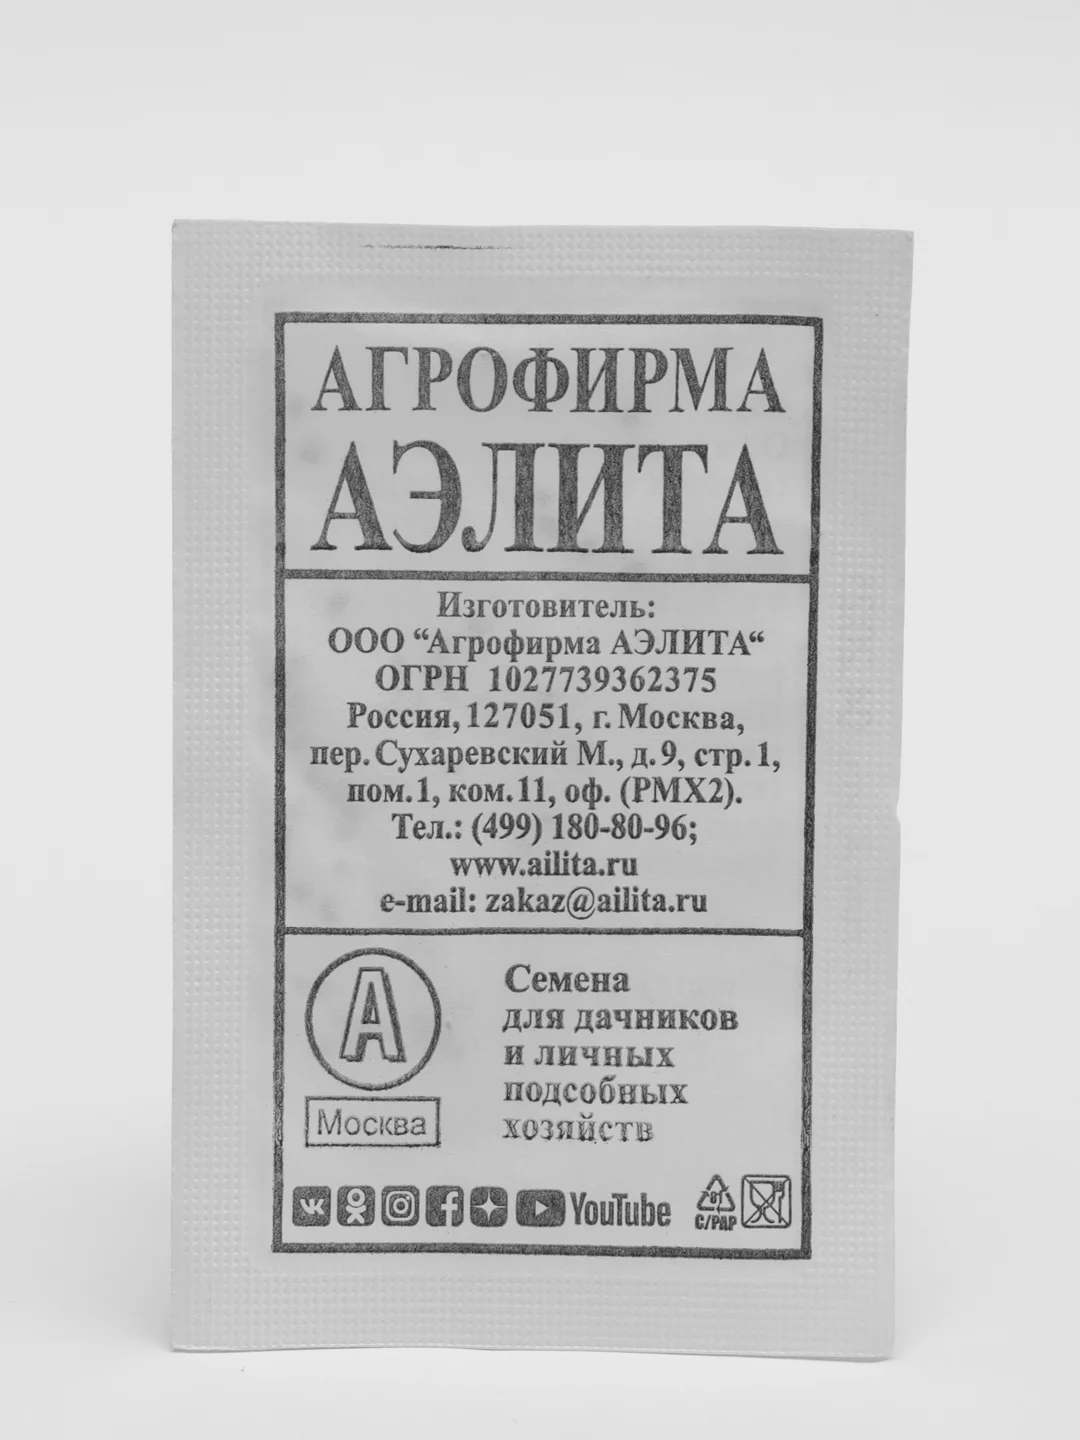 АГРОФИРМА
АЭЛИТА
Изготовитель:
ООО “Агрофирма АЭЛИТА“
ОГРН 1027739362375
Россия, 127051, г. Москва,
пер. Сухаревский М., д. 9, стр. 1,
пом. 1, ком. 11, оф. (РМХ2).
Тел.: (499) 180-80-96;
www.ailita.ru
e-mail: zakaz@ailita.ru
А
Москва
Семена
для дачников
и личных
подсобных
хозяйств
YouTube
81
C/PAP